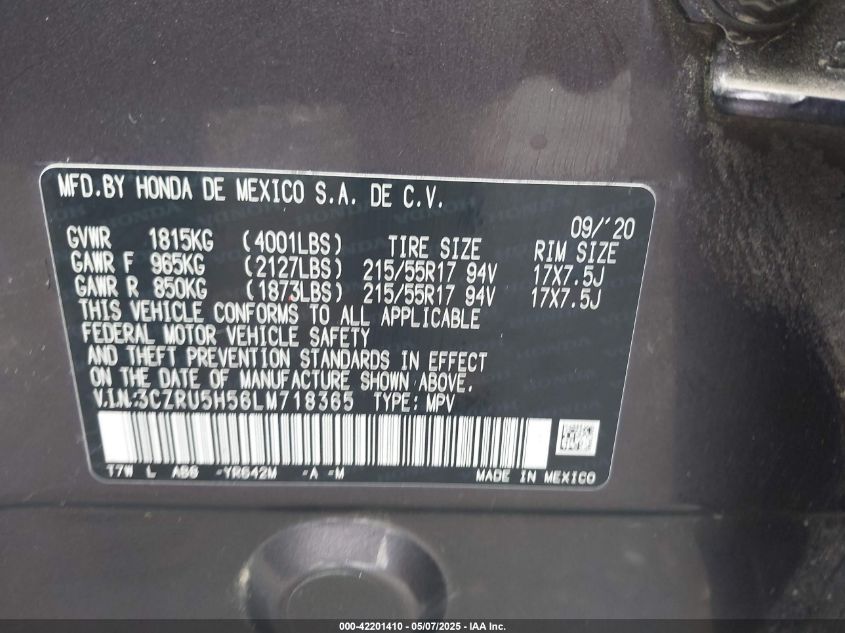 MFD.BY HONDA DE MEXICO S.A. DE C.V.
09/'20
GVWR 1815KG (4001LBS) TIRE SIZE RIM SIZE
GAWR F 965KG (2127LBS) 215/55R17 94V 17X7.5J
GAWR R 850KG (1873LBS) 215/55R17 94V 17X7.5J
THIS VEHICLE CONFORMS TO ALL APPLICABLE
FEDERAL MOTOR VEHICLE SAFETY
AND THEFT PREVENTION STANDARDS IN EFFECT
ON THE DATE OF MANUFACTURE SHOWN ABOVE.
V.I.N:3CZRU5H56LM718365 TYPE: MPV
T7W L -YR642M -A -M MADE IN MEXICO
000-42201410 - 05/07/2025 - IAA Inc.